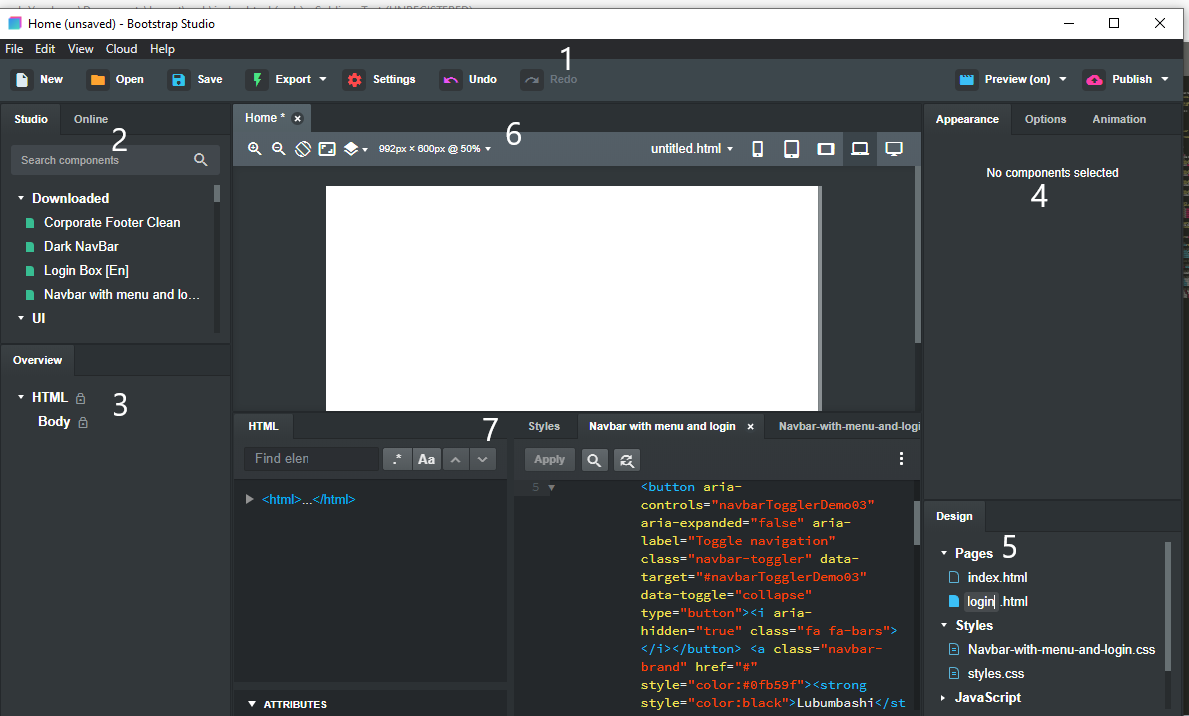 Home (unsaved) - Bootstrap Studio
File Edit View Cloud Help
1
New Open Save Export Settings Undo Redo Preview (on) Publish
Studio Online
2
Search components
Downloaded
Corporate Footer Clean
Dark NavBar
Login Box [En]
Navbar with menu and lo...
UI
Overview
HTML
3
Body
Home *
6
992px × 600px @ 50% untitled.html
HTML
7
Find elen
.* Aa
<html>...</html>
ATTRIBUTES
Styles Navbar with menu and login Navbar-with-menu-and-logi
Apply
5
<button aria-
controls="navbarTogglerDemo03"
aria-expanded="false" aria-
label="Toggle navigation"
class="navbar-toggler" data-
target="#navbarTogglerDemo03"
data-toggle="collapse"
type="button"><i aria-
hidden="true" class="fa fa-bars">
</i></button> <a class="navbar-
brand" href="#"
style="color:#0fb59f"><strong
style="color:black">Lubumbashi</st
Appearance Options Animation
No components selected
4
Design
5
Pages
index.html
login .html
Styles
Navbar-with-menu-and-login.css
styles.css
JavaScript